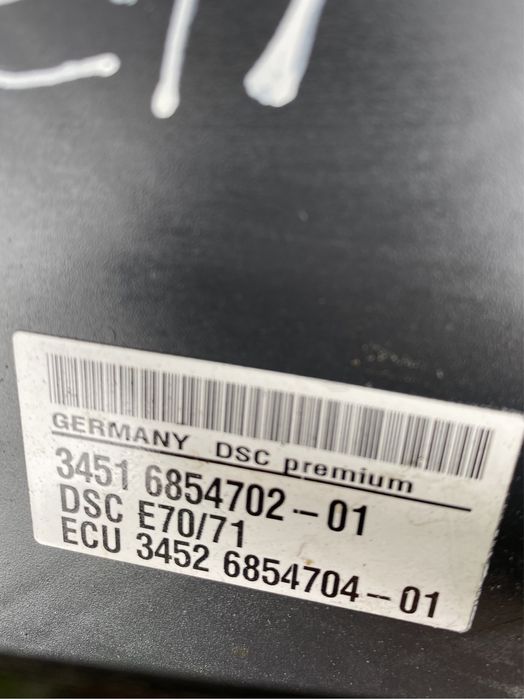 GERMANY DSC premium
3451 6854702-01
DSC E70/71
ECU 3452 6854704-01